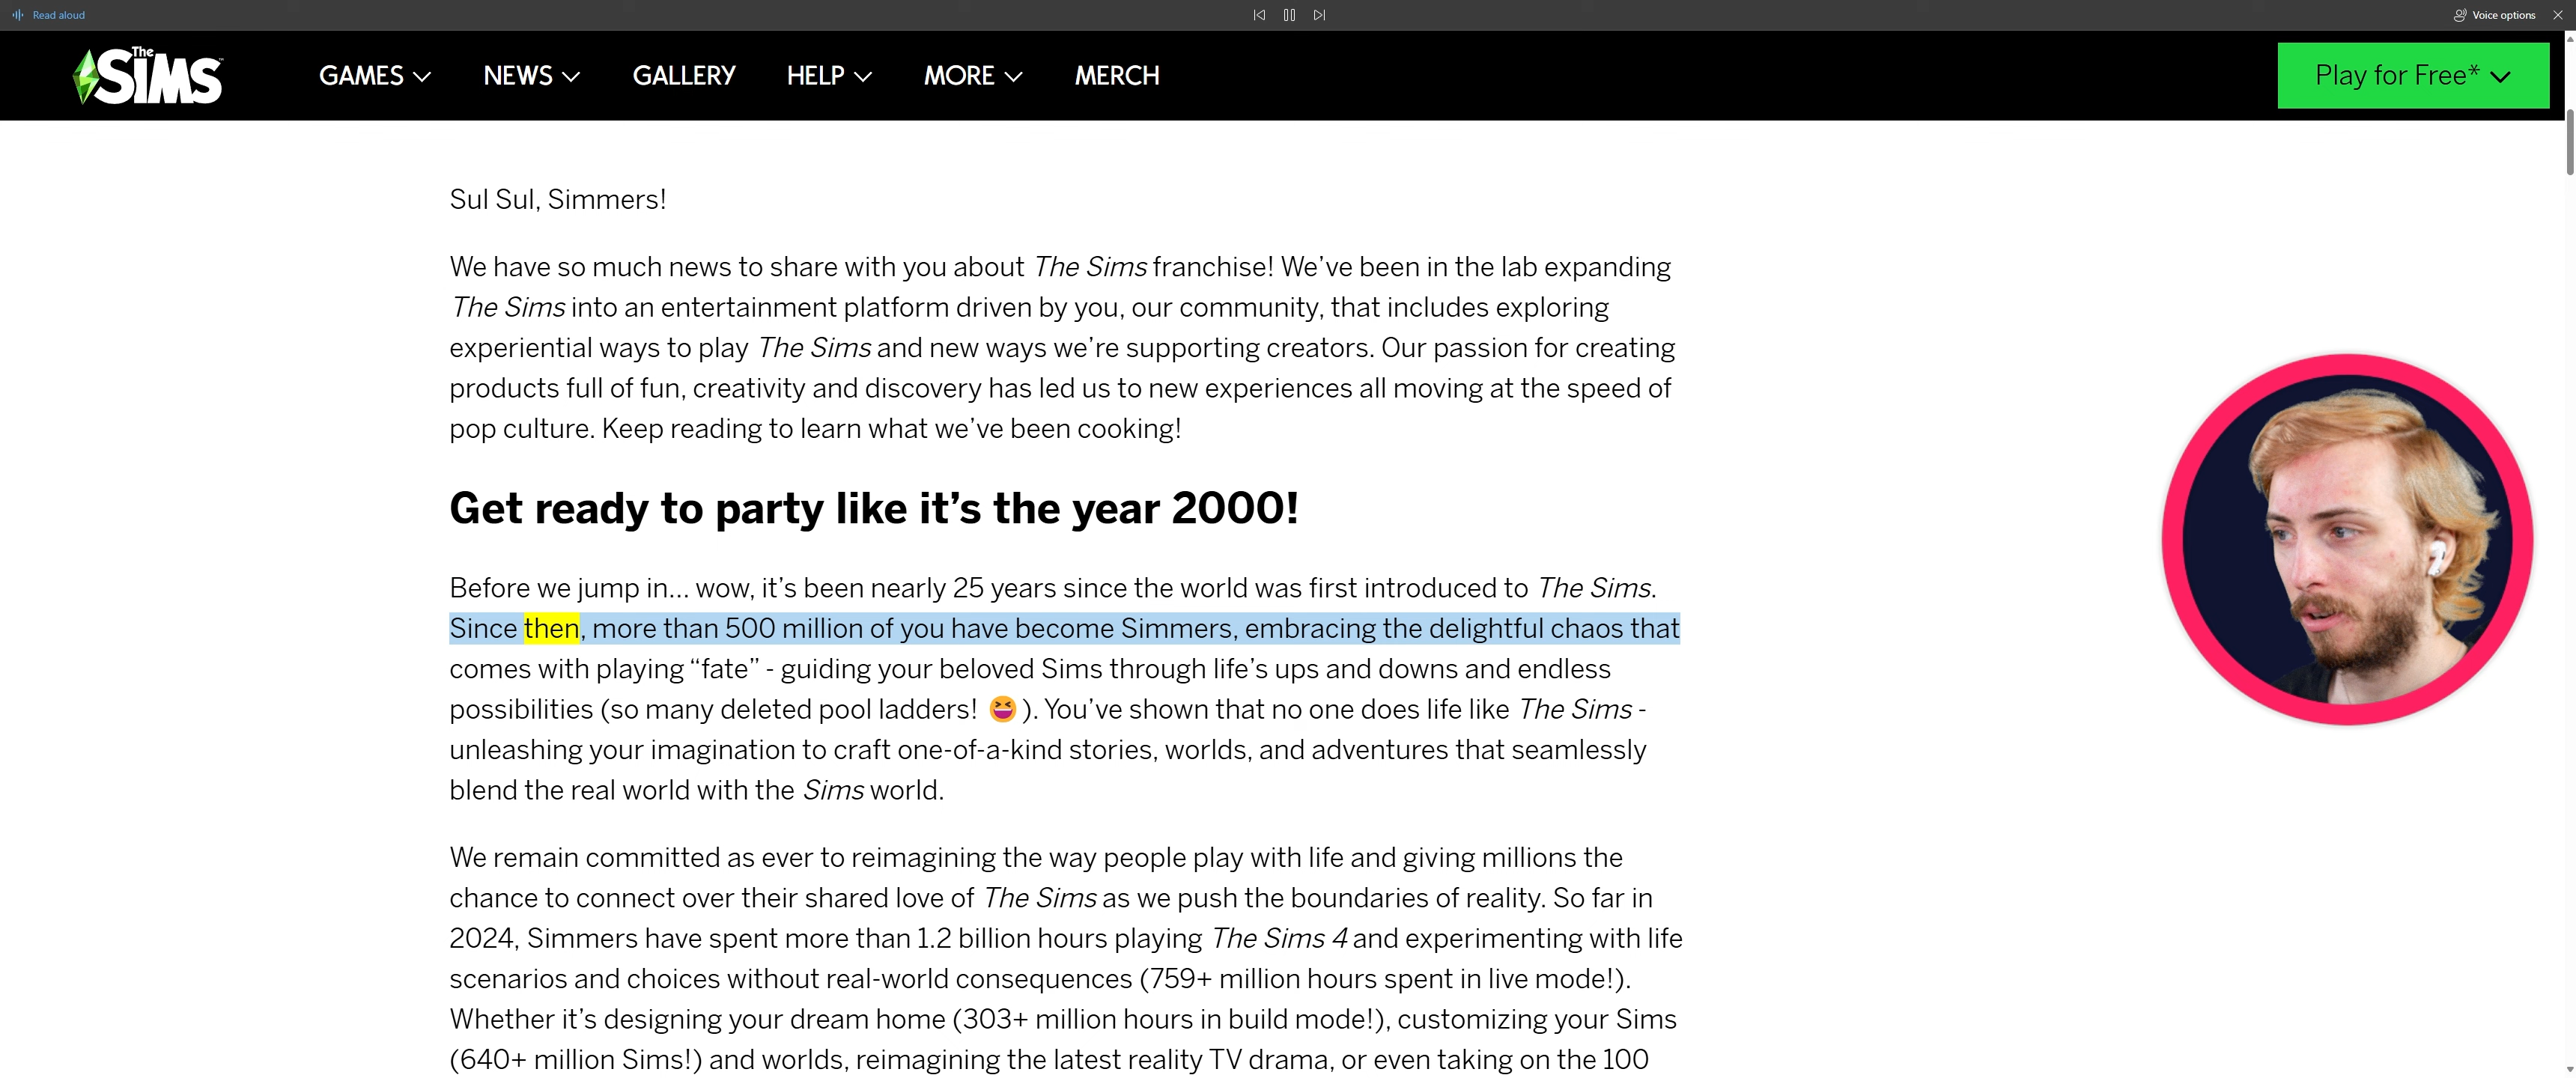 Read aloud
Voice options
The Sims
GAMES
NEWS
GALLERY
HELP
MORE
MERCH
Play for Free*
Sul Sul, Simmers!
We have so much news to share with you about The Sims franchise! We’ve been in the lab expanding
The Sims into an entertainment platform driven by you, our community, that includes exploring
experiential ways to play The Sims and new ways we’re supporting creators. Our passion for creating
products full of fun, creativity and discovery has led us to new experiences all moving at the speed of
pop culture. Keep reading to learn what we’ve been cooking!
Get ready to party like it’s the year 2000!
Before we jump in... wow, it’s been nearly 25 years since the world was first introduced to The Sims.
Since then, more than 500 million of you have become Simmers, embracing the delightful chaos that
comes with playing “fate” - guiding your beloved Sims through life’s ups and downs and endless
possibilities (so many deleted pool ladders! 😆 ). You’ve shown that no one does life like The Sims -
unleashing your imagination to craft one-of-a-kind stories, worlds, and adventures that seamlessly
blend the real world with the Sims world.
We remain committed as ever to reimagining the way people play with life and giving millions the
chance to connect over their shared love of The Sims as we push the boundaries of reality. So far in
2024, Simmers have spent more than 1.2 billion hours playing The Sims 4 and experimenting with life
scenarios and choices without real-world consequences (759+ million hours spent in live mode!).
Whether it’s designing your dream home (303+ million hours in build mode!), customizing your Sims
(640+ million Sims!) and worlds, reimagining the latest reality TV drama, or even taking on the 100